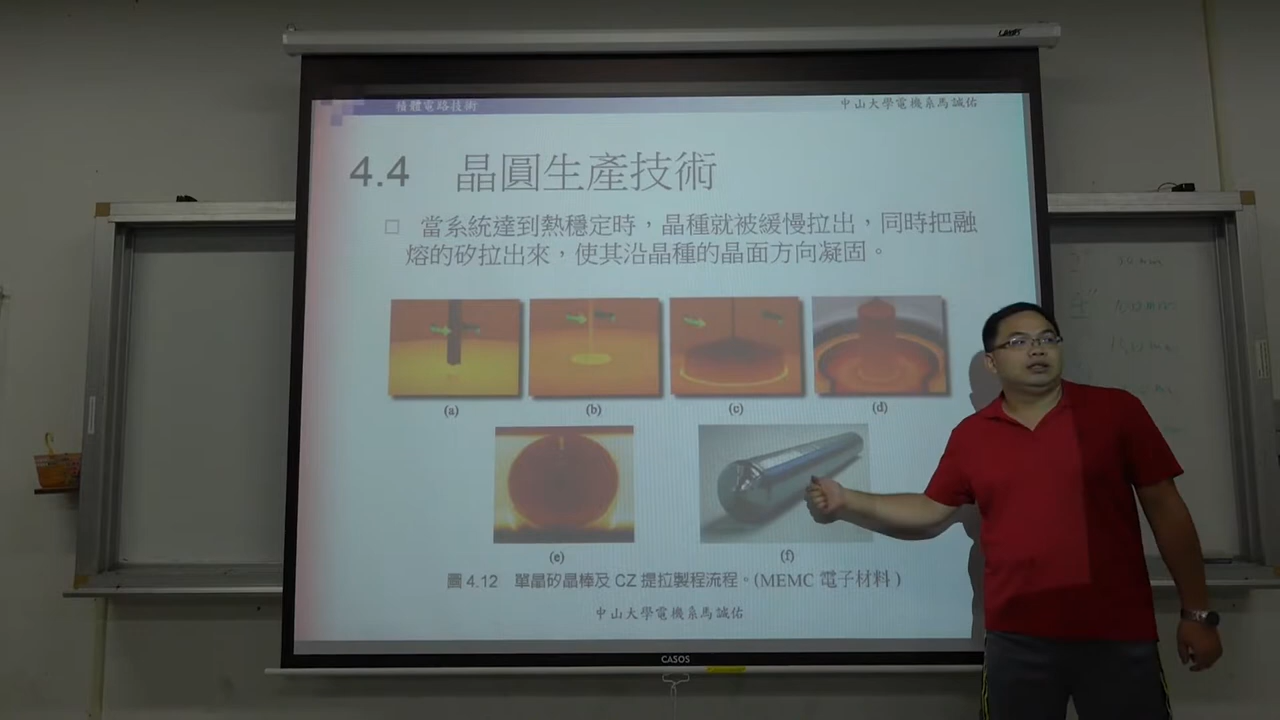 積體電路技術
中山大學電機系馬誠佑
4.4 晶圓生產技術
□ 當系統達到熱穩定時，晶種就被緩慢拉出，同時把融
熔的矽拉出來，使其沿晶種的晶面方向凝固。
(a) (b) (c) (d)
(e) (f)
圖 4.12 單晶矽晶棒及 CZ 提拉製程流程。(MEMC 電子材料)
中山大學電機系馬誠佑
CASOS